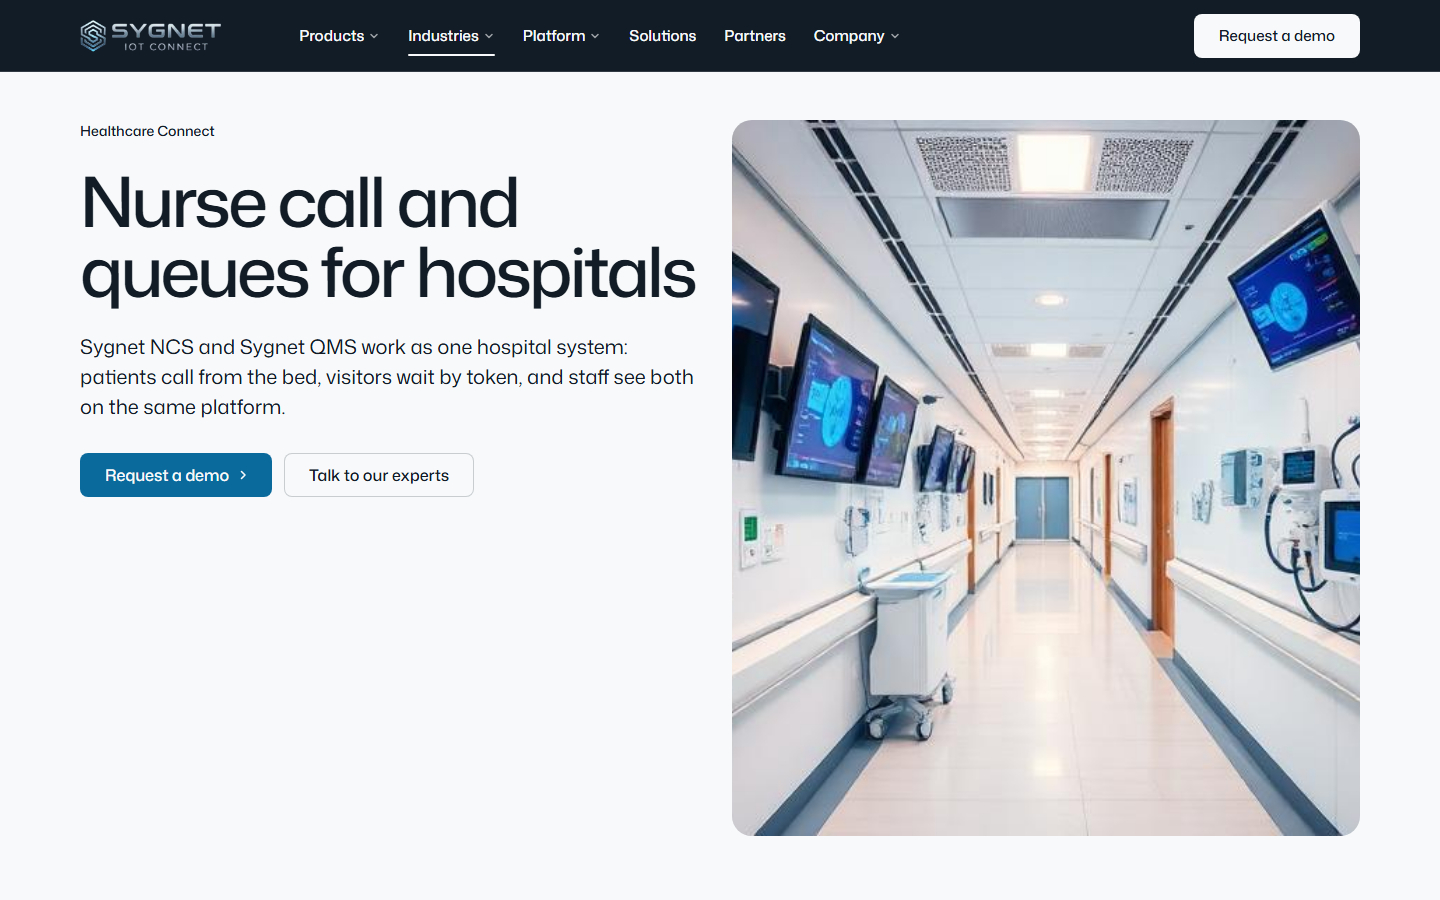 SYGNET
IOT CONNECT
Products
Industries
Platform
Solutions
Partners
Company
Request a demo
Healthcare Connect
Nurse call and
queues for hospitals
Sygnet NCS and Sygnet QMS work as one hospital system:
patients call from the bed, visitors wait by token, and staff see both
on the same platform.
Request a demo
Talk to our experts